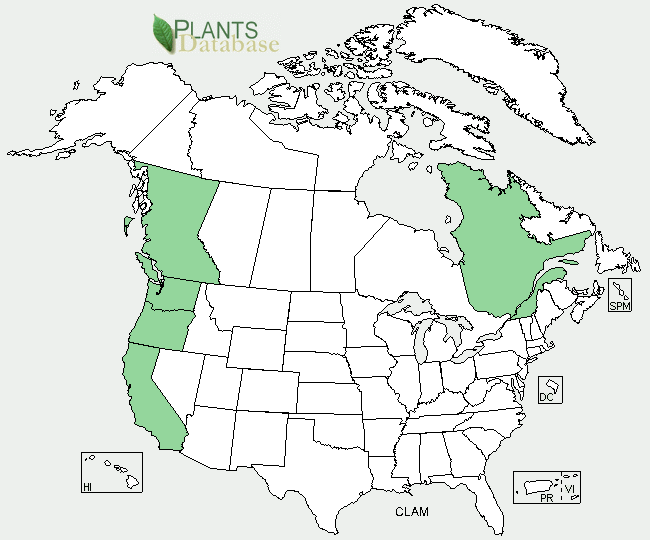 PLANTS
Database
SPM
DC
HI
PR
VI
CLAM